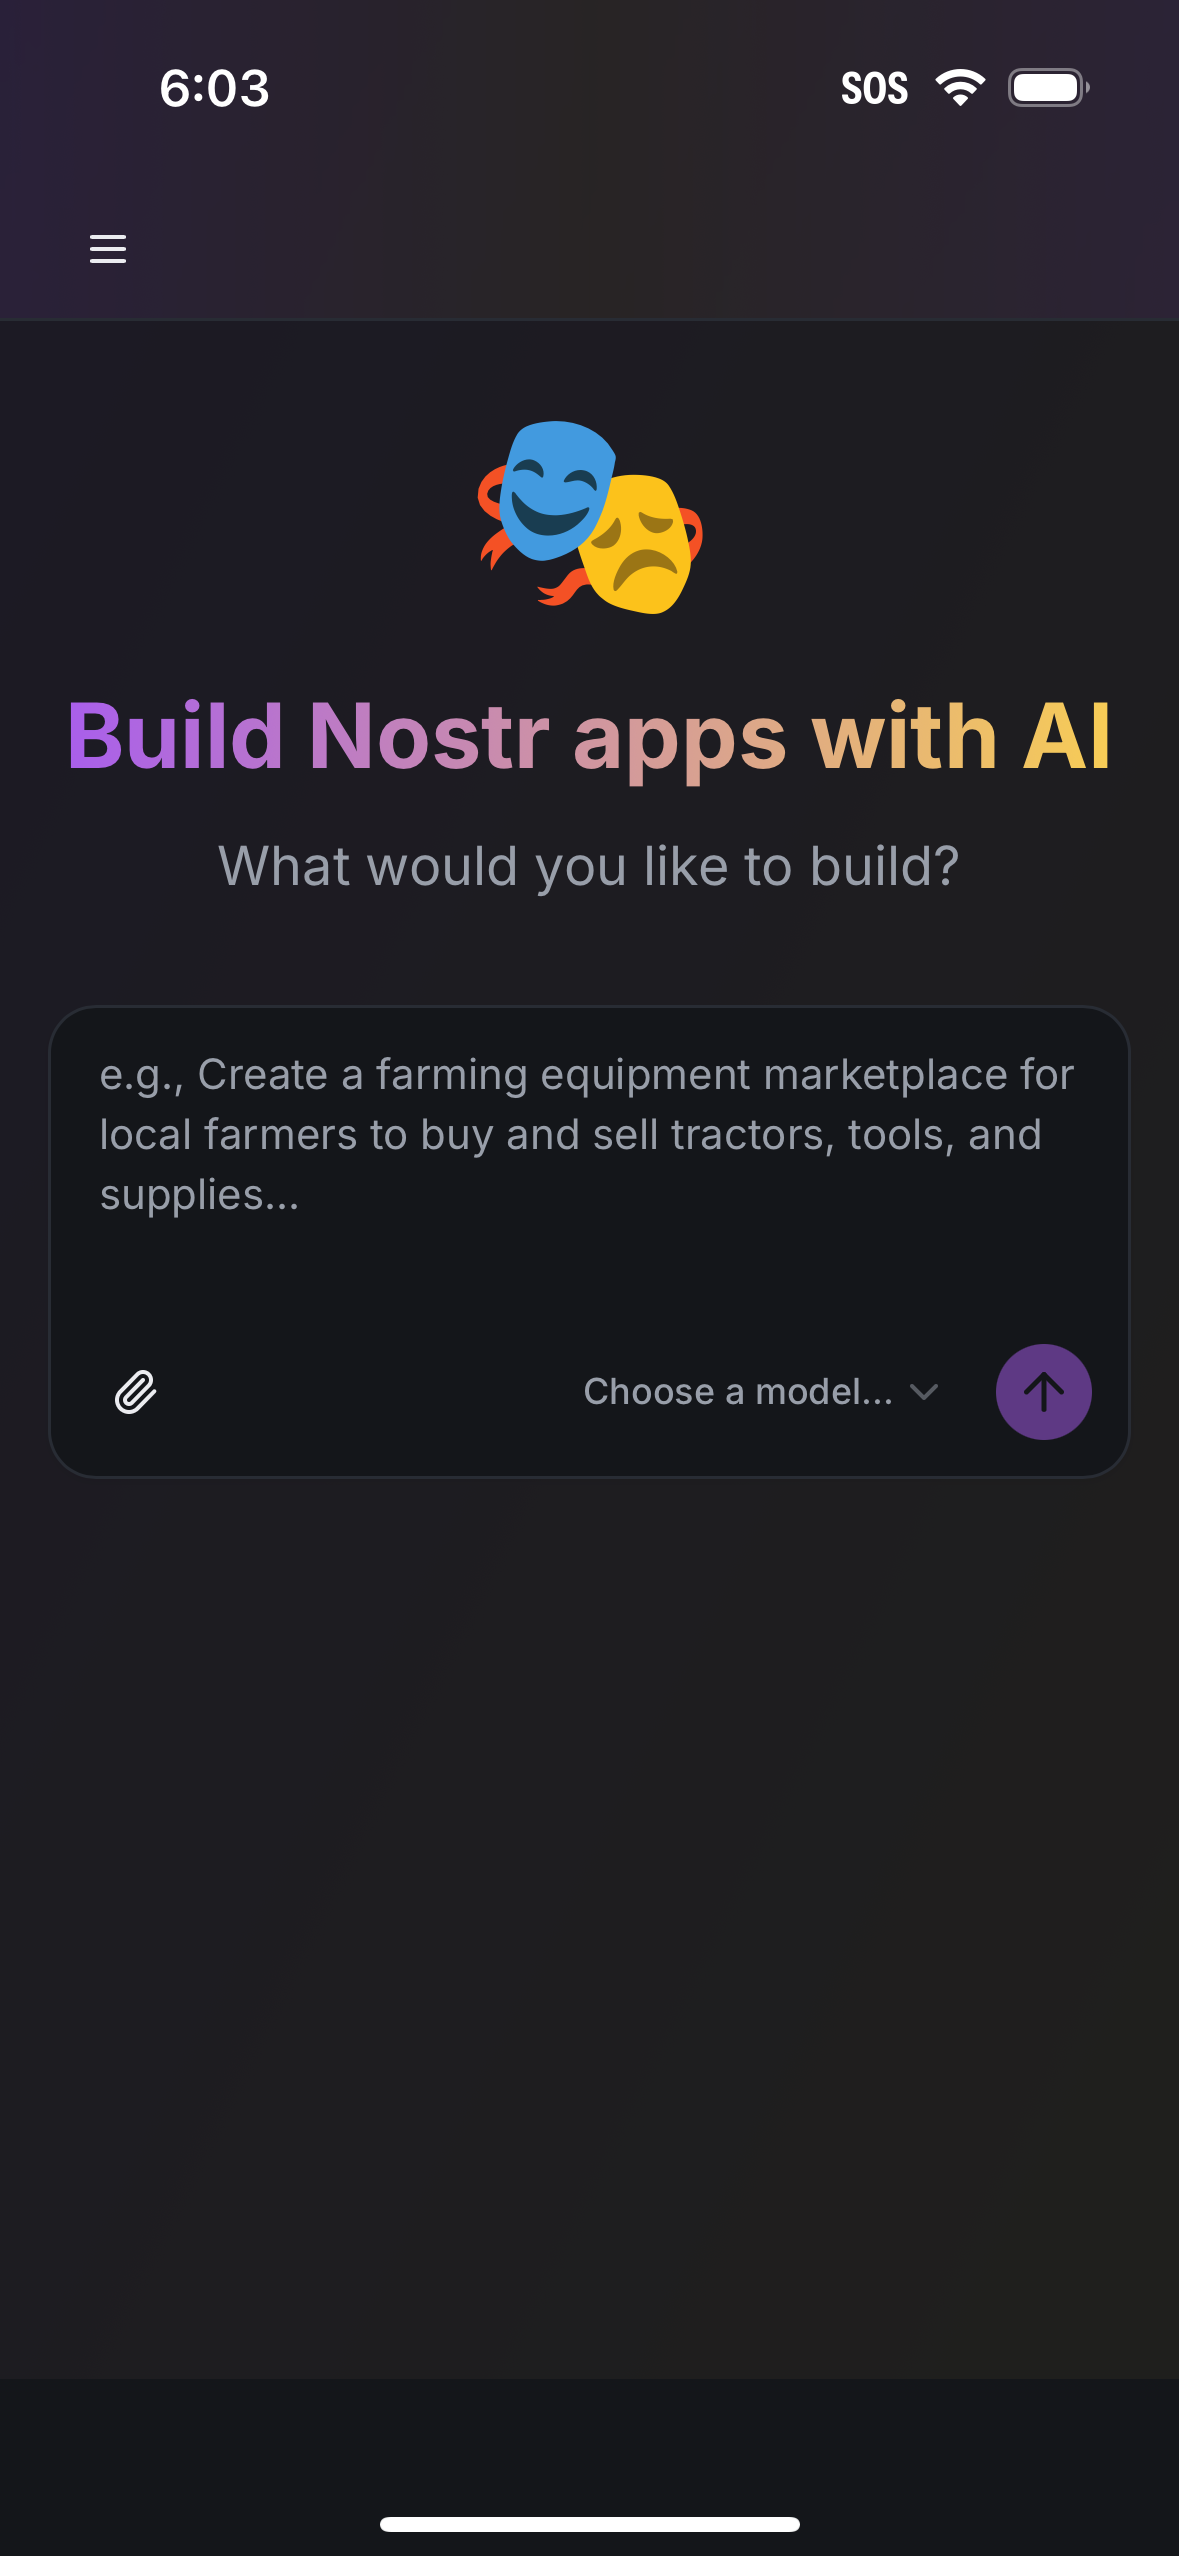 6:03
SOS
Build Nostr apps with AI
What would you like to build?
e.g., Create a farming equipment marketplace for
local farmers to buy and sell tractors, tools, and
supplies...
Choose a model...